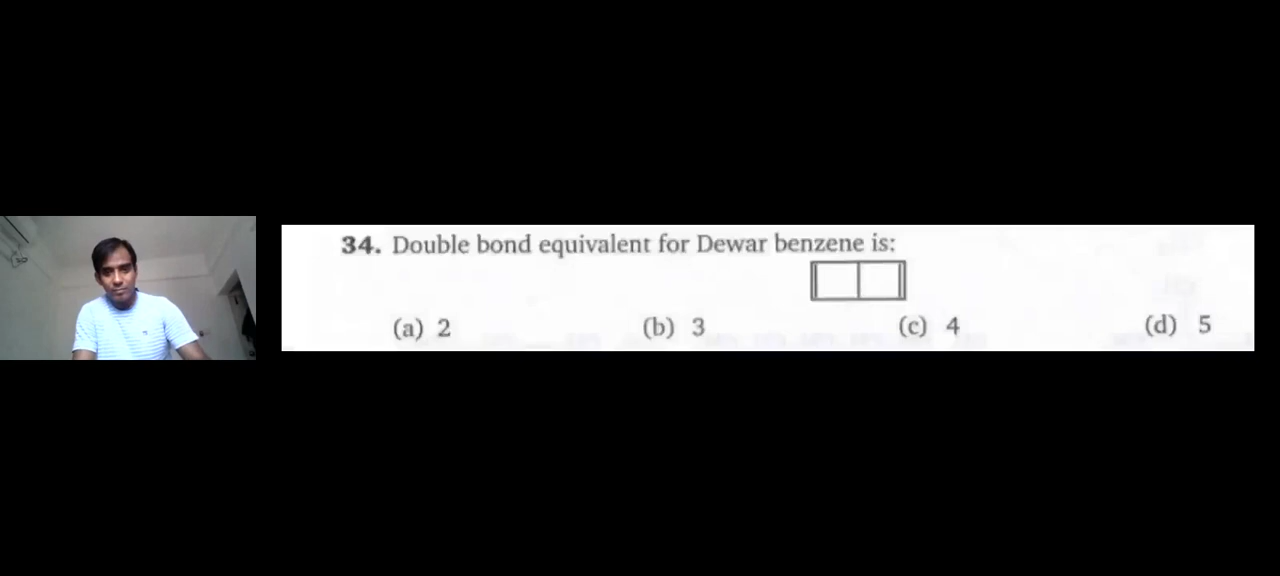 34. Double bond equivalent for Dewar benzene is:
(a) 2 (b) 3 (c) 4 (d) 5